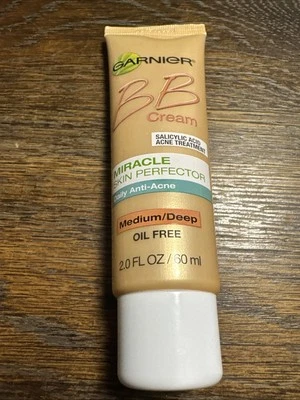 GARNIER
BB
Cream
SALICYLIC ACID
ACNE TREATMENT
MIRACLE
SKIN PERFECTOR
Daily Anti-Acne
Medium/Deep
OIL FREE
2.0 FL OZ / 60 ml